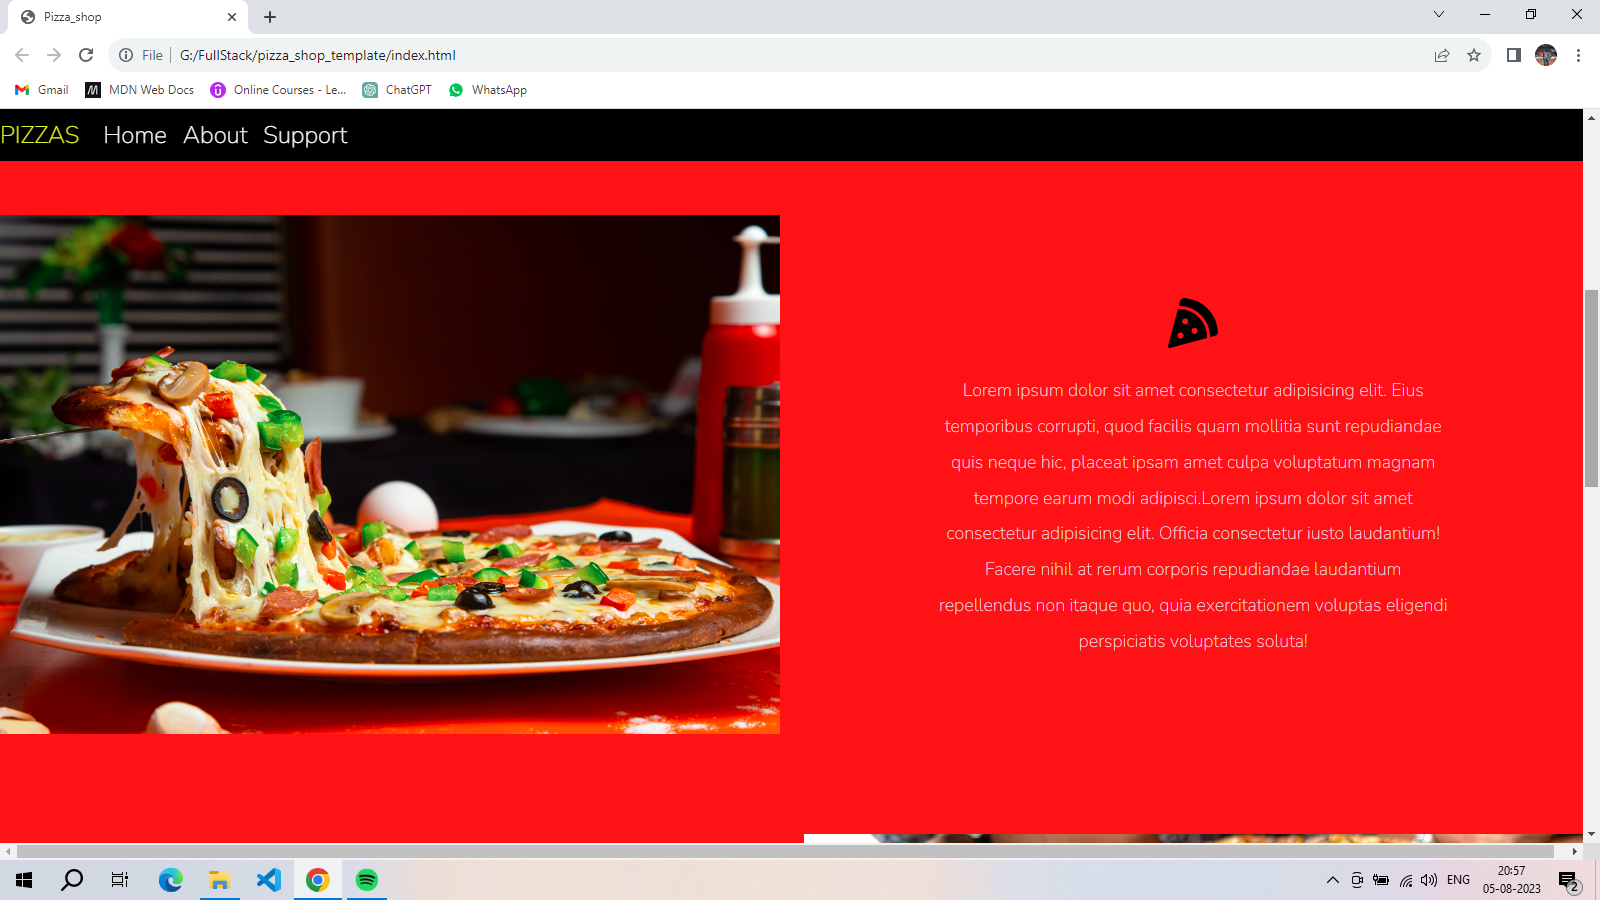 Pizza_shop
File
G:/FullStack/pizza_shop_template/index.html
Gmail
MDN Web Docs
Online Courses - Le...
ChatGPT
WhatsApp
PIZZAS Home About Support
Lorem ipsum dolor sit amet consectetur adipisicing elit. Eius
temporibus corrupti, quod facilis quam mollitia sunt repudiandae
quis neque hic, placeat ipsam amet culpa voluptatum magnam
tempore earum modi adipisci.Lorem ipsum dolor sit amet
consectetur adipisicing elit. Officia consectetur iusto laudantium!
Facere nihil at rerum corporis repudiandae laudantium
repellendus non itaque quo, quia exercitationem voluptas eligendi
perspiciatis voluptates soluta!
ENG
20:57
05-08-2023
2